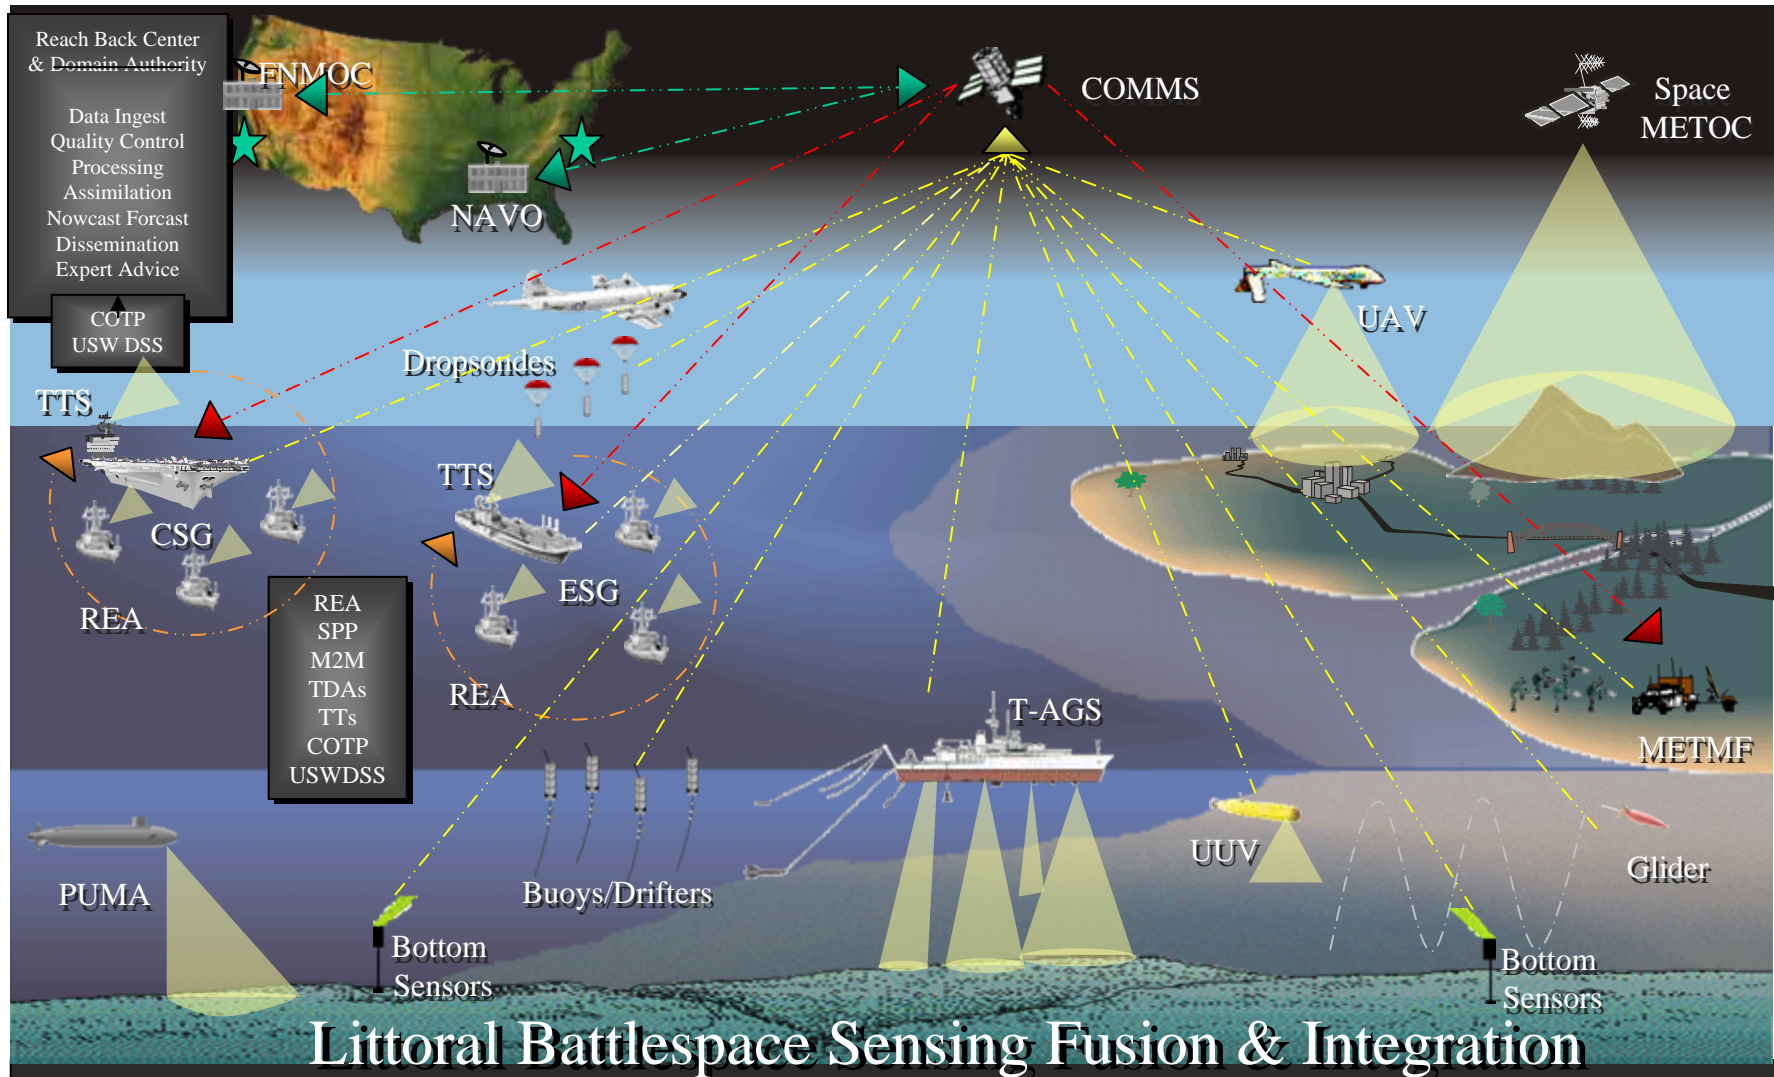 Reach Back Center
& Domain Authority
Data Ingest
Quality Control
Processing
Assimilation
Nowcast Forcast
Dissemination
Expert Advice
COTP
USW DSS
FNMOC
NAVO
COMMS
Space
METOC
UAV
Dropsondes
TTS
CSG
REA
TTS
ESG
REA
REA
SPP
M2M
TDAs
TTs
COTP
USWDSS
T-AGS
METMF
PUMA
Buoys/Drifters
UUV
Glider
Bottom
Sensors
Bottom
Sensors
Littoral Battlespace Sensing Fusion & Integration